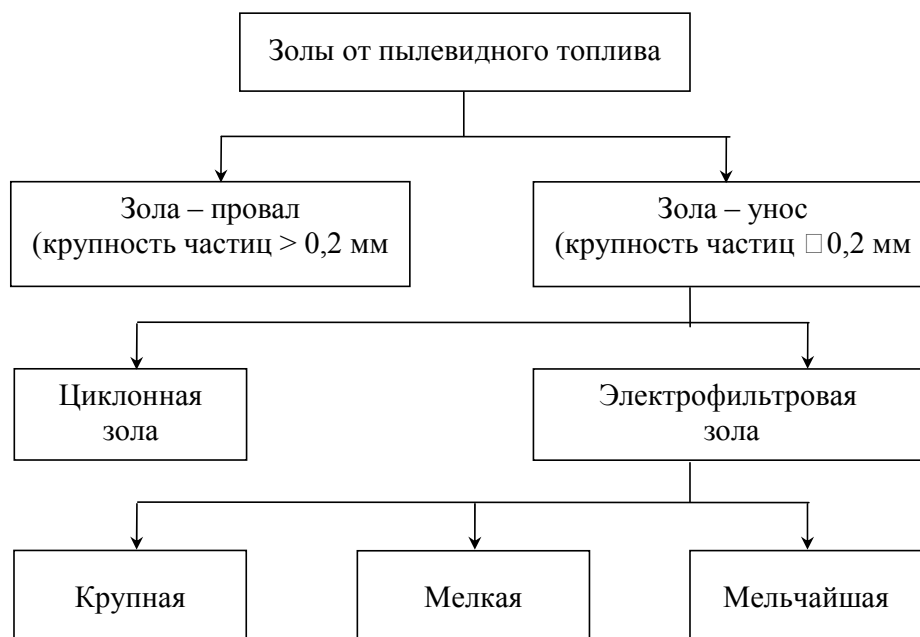 Золы от пылевидного топлива
Зола – провал
(крупность частиц > 0,2 мм
Зола – унос
(крупность частиц □0,2 мм
Циклонная
зола
Электрофильтровая
зола
Крупная
Мелкая
Мельчайшая